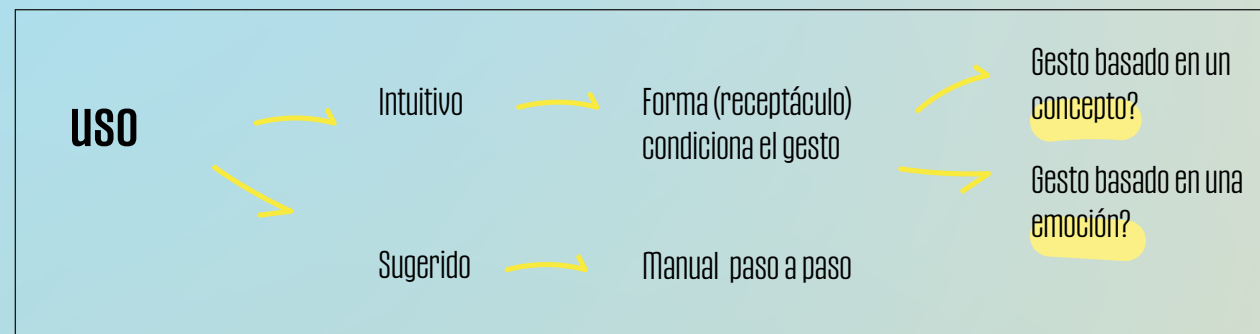 uso
Intuitivo
Forma (receptáculo)
condiciona el gesto
Gesto basado en un
concepto?
Gesto basado en una
emoción?
Sugerido
Manual paso a paso